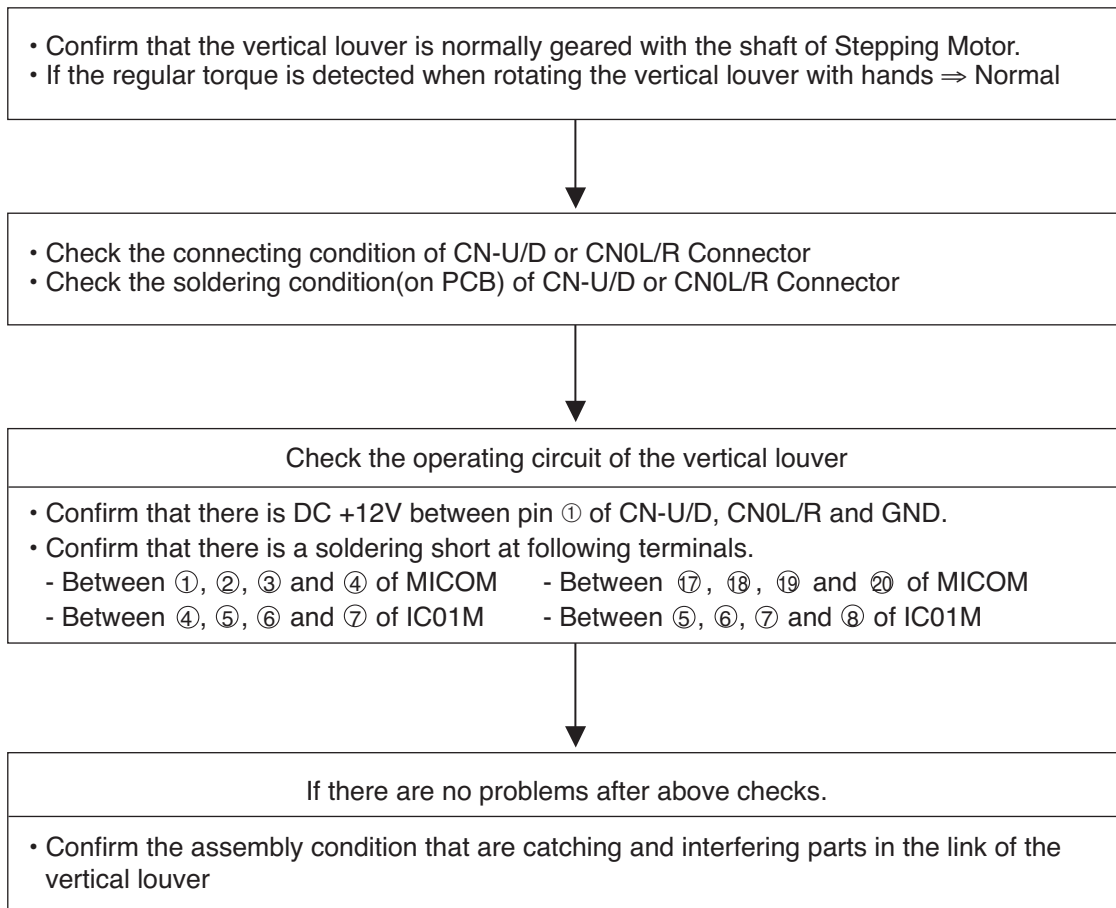 • Confirm that the vertical louver is normally geared with the shaft of Stepping Motor.
• If the regular torque is detected when rotating the vertical louver with hands ⇒ Normal
• Check the connecting condition of CN-U/D or CN0L/R Connector
• Check the soldering condition(on PCB) of CN-U/D or CN0L/R Connector
Check the operating circuit of the vertical louver
• Confirm that there is DC +12V between pin ① of CN-U/D, CN0L/R and GND.
• Confirm that there is a soldering short at following terminals.
- Between ①, ②, ③ and ④ of MICOM - Between ⑰, ⑱, ⑲ and ⑳ of MICOM
- Between ④, ⑤, ⑥ and ⑦ of IC01M - Between ⑤, ⑥, ⑦ and ⑧ of IC01M
If there are no problems after above checks.
• Confirm the assembly condition that are catching and interfering parts in the link of the
vertical louver